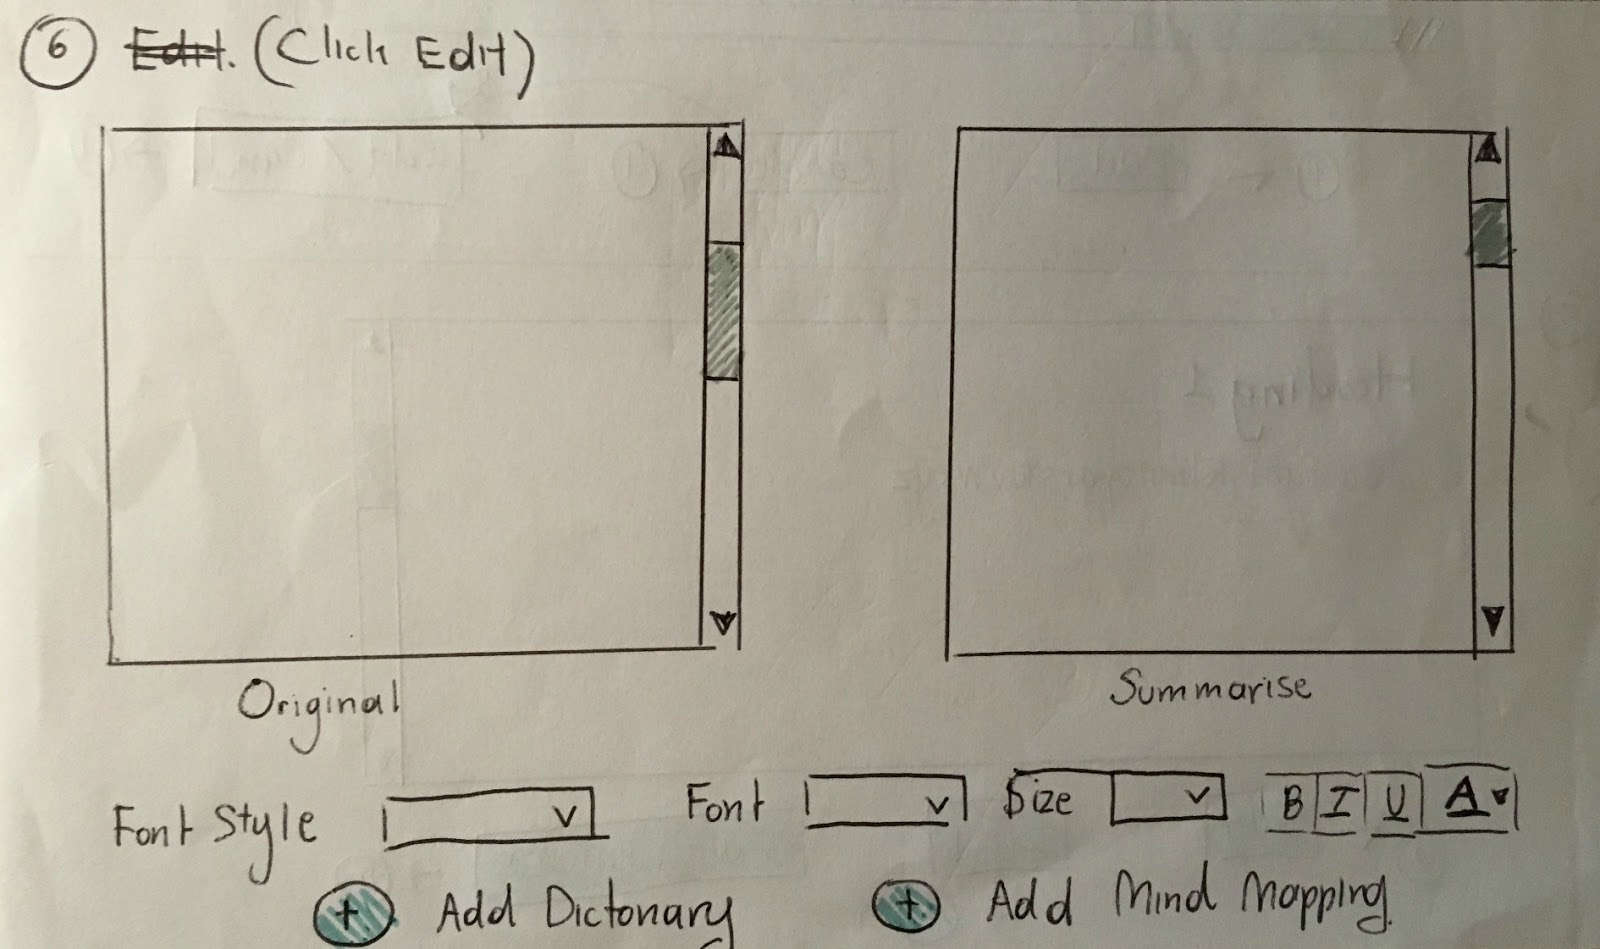 6 Edit. (Click Edit)
Original
Summarise
Font Style Font Size B I U A
+ Add Dictonary + Add Mind Mapping.